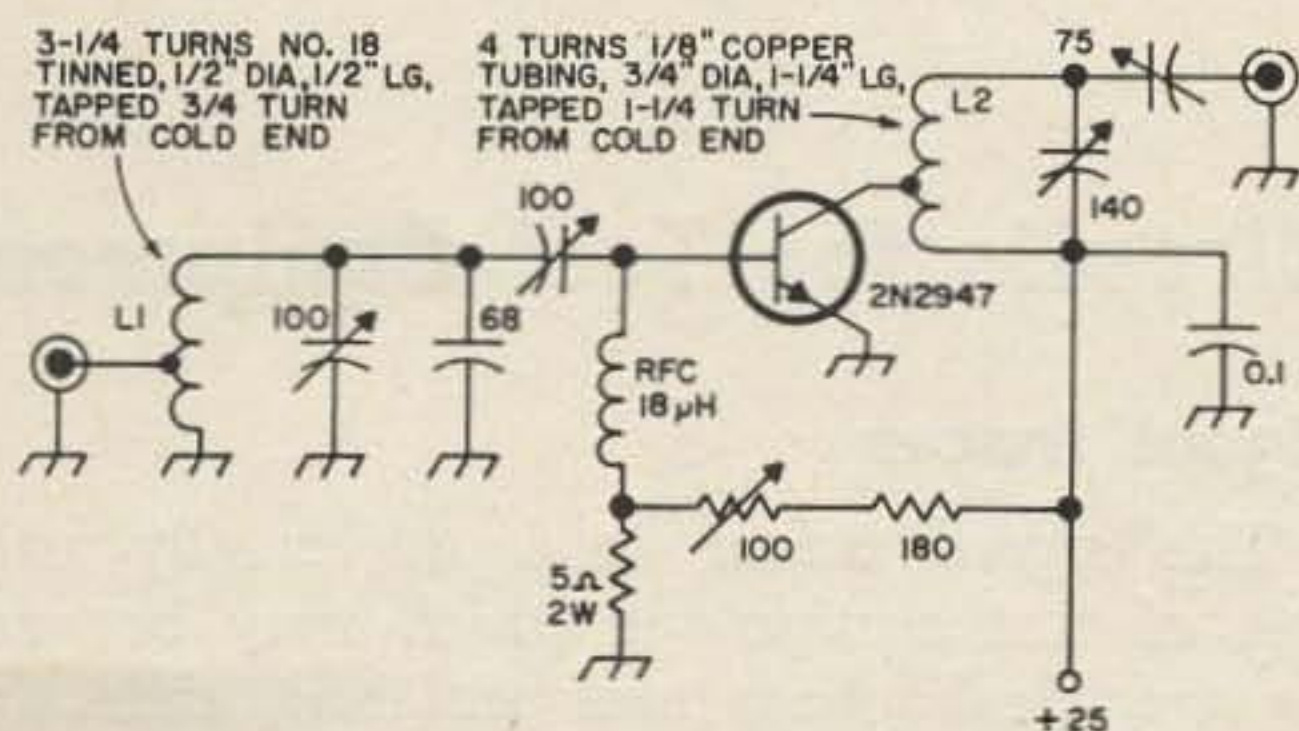 3-1/4 TURNS NO. 18
TINNED, 1/2" DIA, 1/2" LG,
TAPPED 3/4 TURN
FROM COLD END
4 TURNS 1/8" COPPER
TUBING, 3/4" DIA, 1-1/4" LG,
TAPPED 1-1/4 TURN
FROM COLD END
75
L2
140
100
2N2947
L1
100
68
RFC
18 µH
0.1
100
180
5Ω
2W
+25